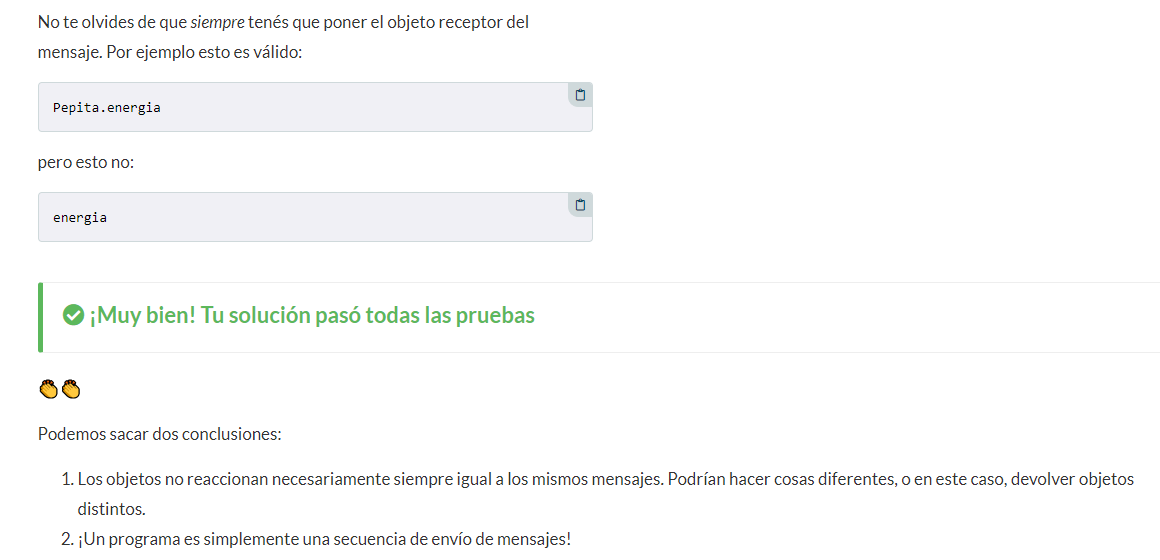 No te olvides de que siempre tenés que poner el objeto receptor del
mensaje. Por ejemplo esto es válido:
Pepita.energia
pero esto no:
energia
¡Muy bien! Tu solución pasó todas las pruebas
Podemos sacar dos conclusiones:
1. Los objetos no reaccionan necesariamente siempre igual a los mismos mensajes. Podrían hacer cosas diferentes, o en este caso, devolver objetos
distintos.
2. ¡Un programa es simplemente una secuencia de envío de mensajes!